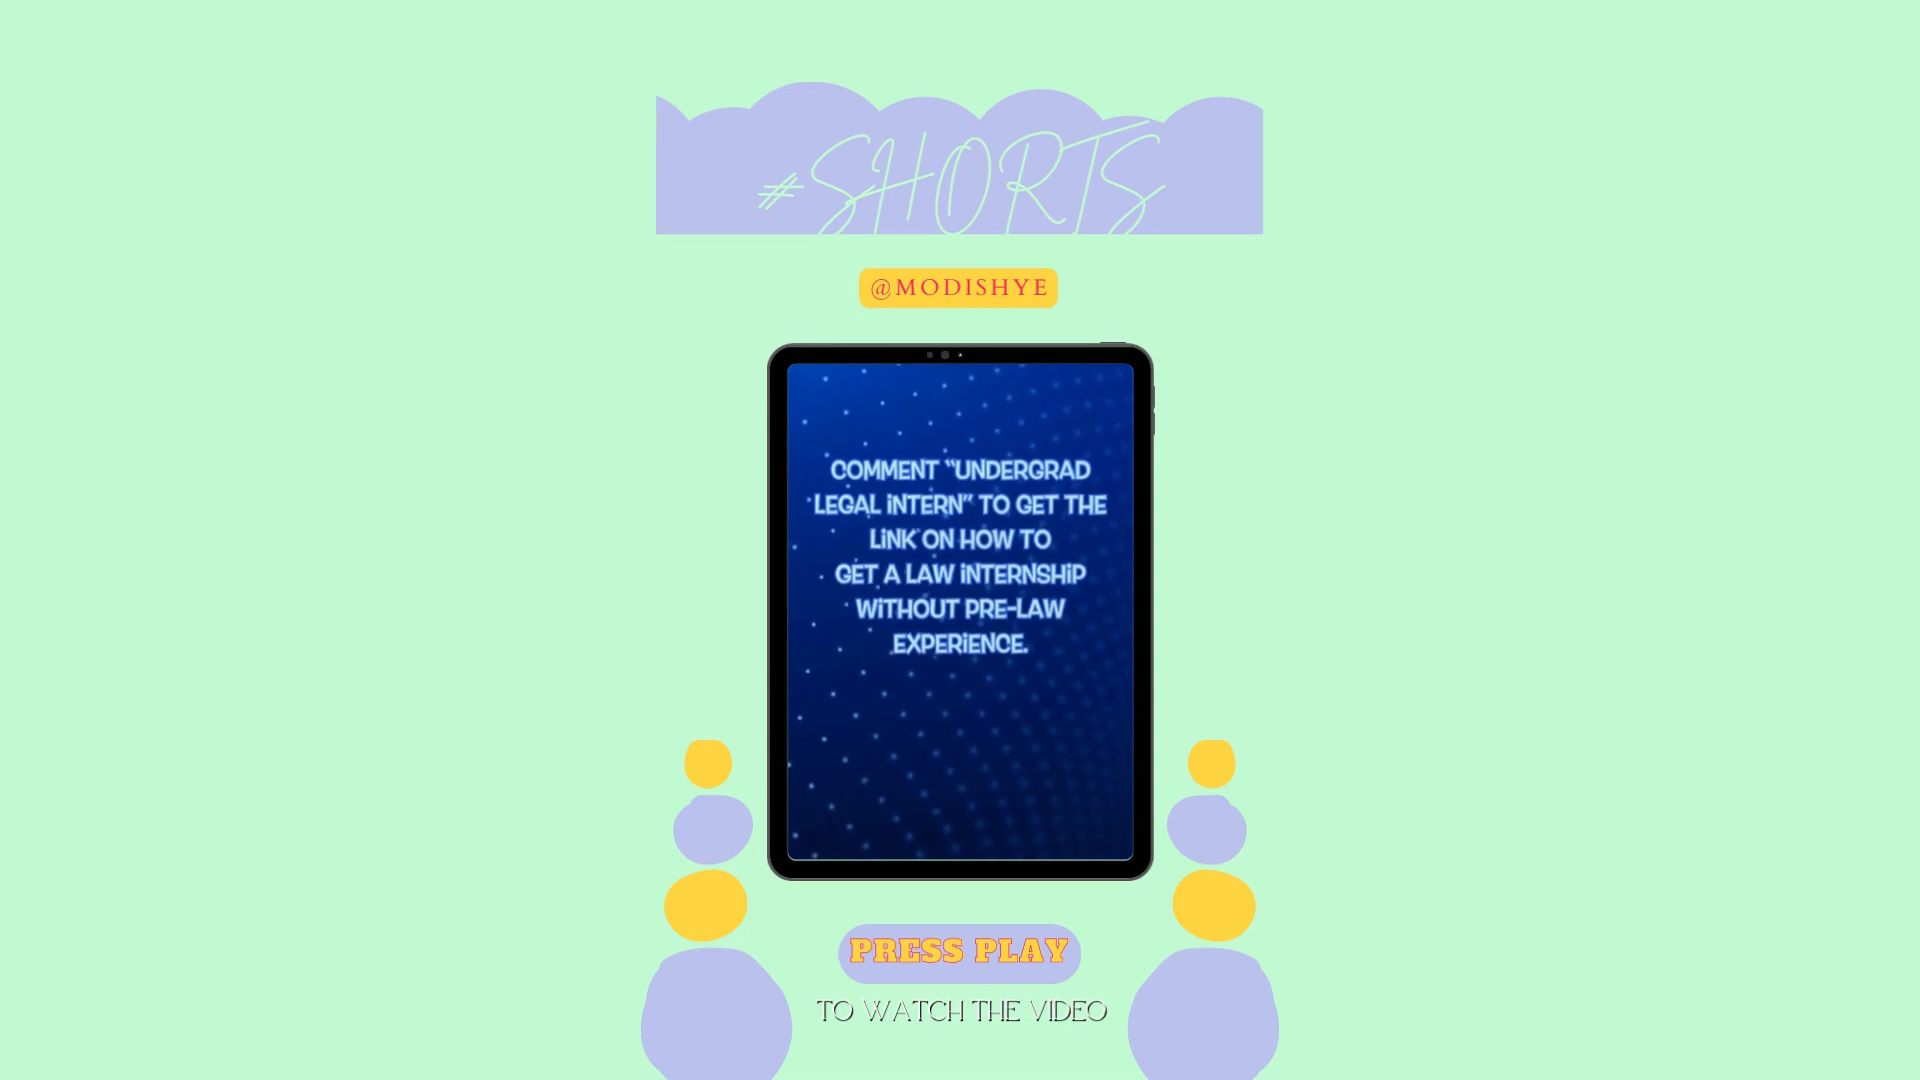 #SHORTS
@MODISHYE
COMMENT “UNDERGRAD
LEGAL INTERN” TO GET THE
LINK ON HOW TO
GET A LAW INTERNSHIP
WITHOUT PRE-LAW
EXPERIENCE.
PRESS PLAY
TO WATCH THE VIDEO